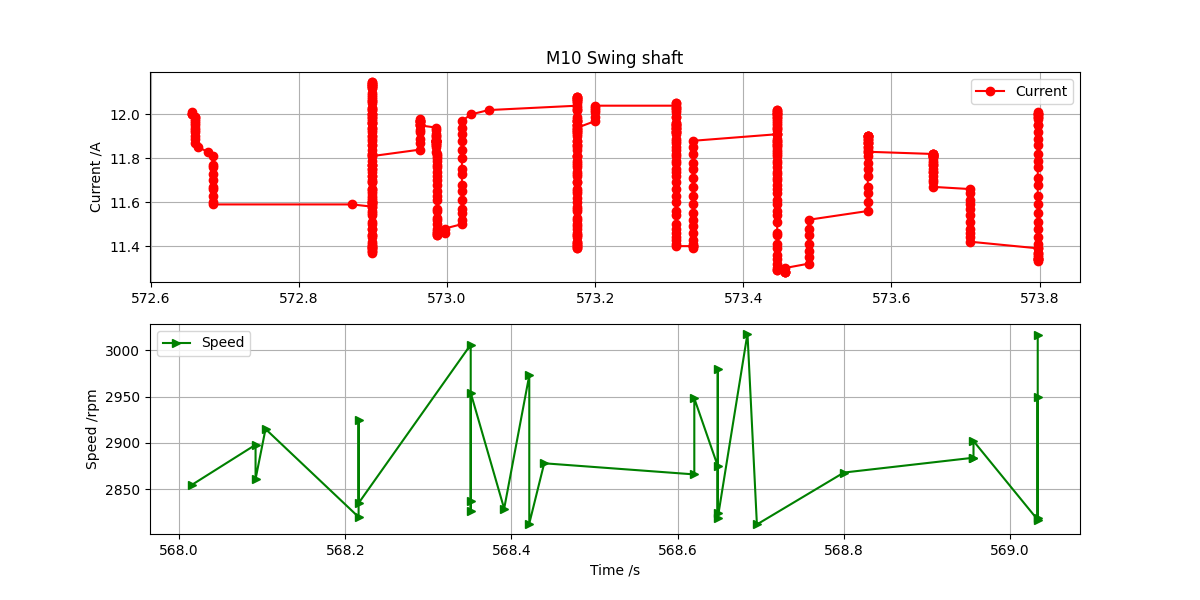 M10 Swing shaft
Current /A
12.0
11.8
11.6
11.4
Current
572.6 572.8 573.0 573.2 573.4 573.6 573.8
Speed /rpm
3000
2950
2900
2850
Speed
568.0 568.2 568.4 568.6 568.8 569.0
Time /s